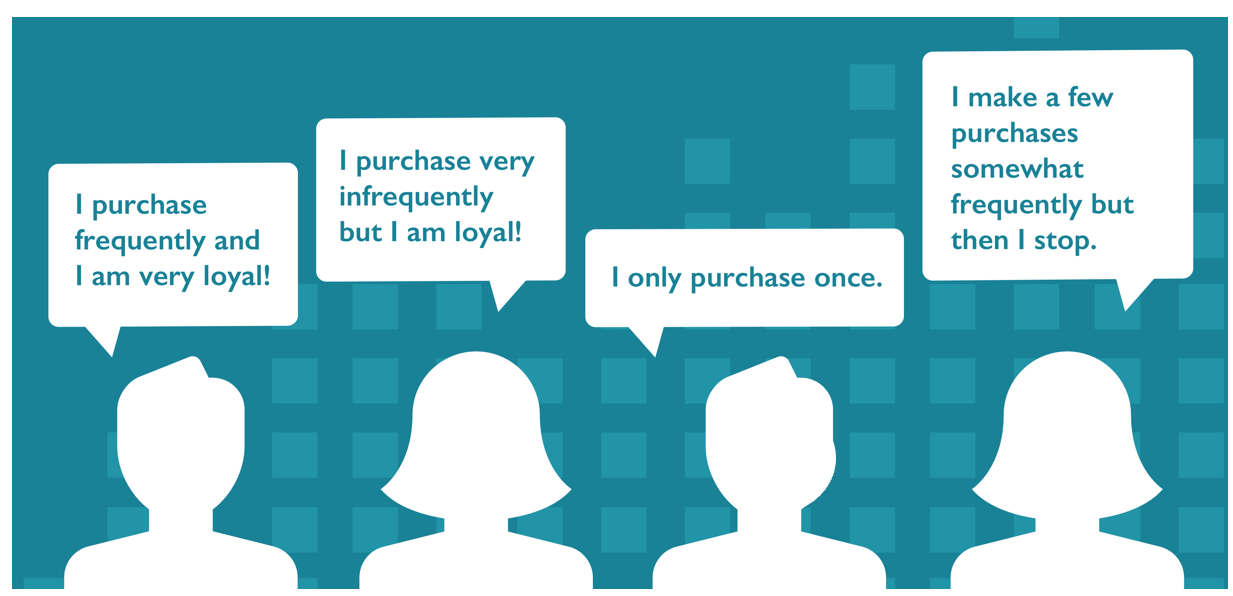 I purchase
frequently and
I am very loyal!
I purchase very
infrequently
but I am loyal!
I only purchase once.
I make a few
purchases
somewhat
frequently but
then I stop.